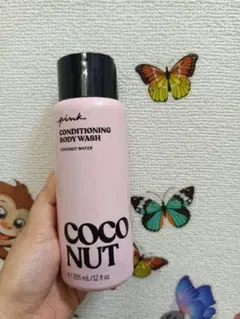 pink
CONDITIONING
BODY WASH
COCONUT WATER
COCO
NUT
℮ 355 mL/12 fl oz